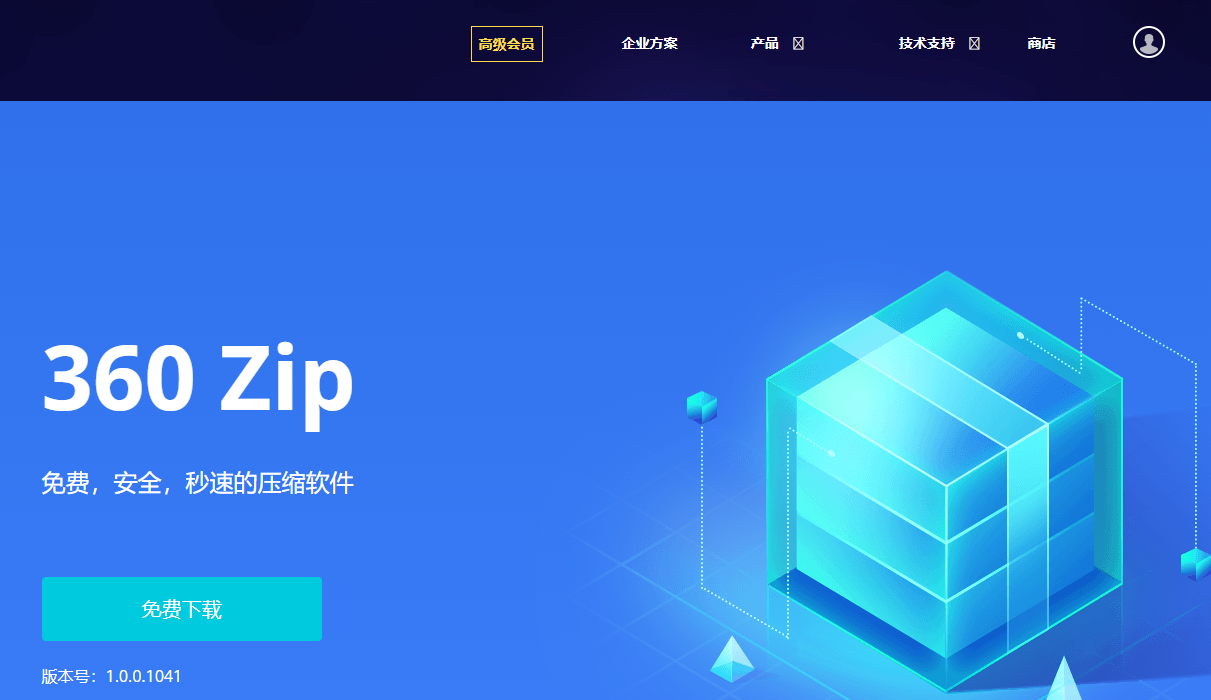 高级会员 企业方案 产品 技术支持 商店
360 Zip
免费，安全，秒速的压缩软件
免费下载
版本号：1.0.0.1041